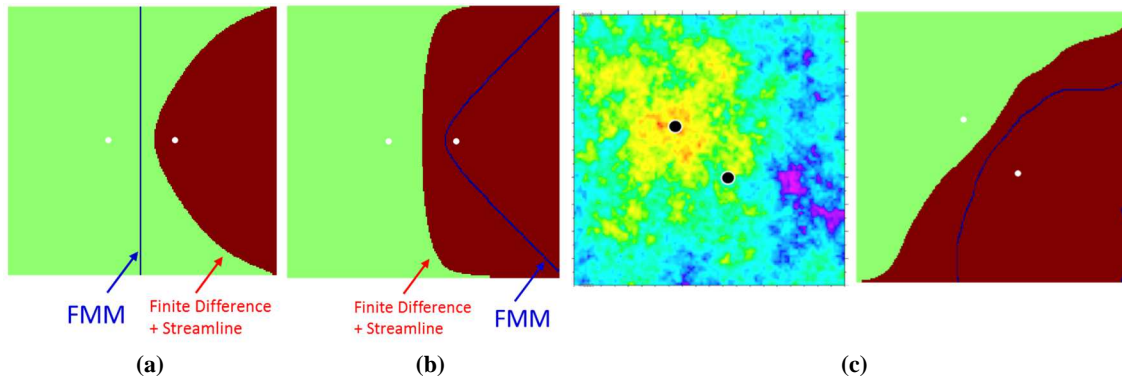 FMM
Finite Difference
+ Streamline
(a)
Finite Difference
+ Streamline
FMM
(b)
(c)